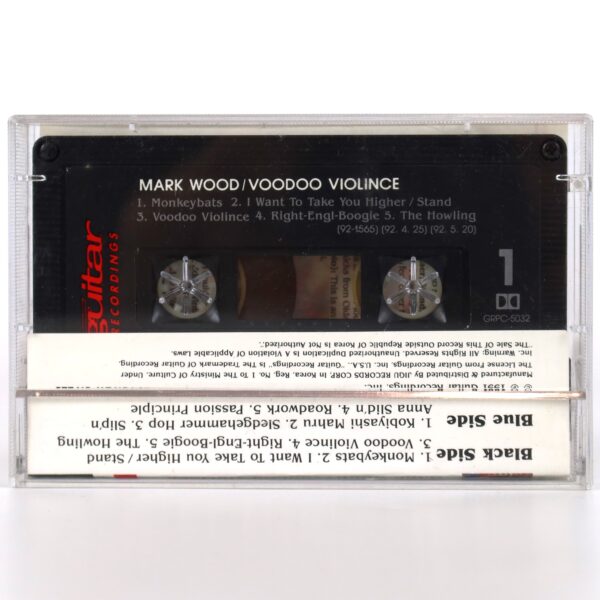 MARK WOOD/VOODOO VIOLINCE
1. Monkeybats 2. I Want To Take You Higher/Stand
3. Voodoo Violince 4. Right-Engl-Boogie 5. The Howling
(92-1565) (92. 4. 25) (92. 5. 20)
guitar
RECORDINGS
1
GRPC-5032
Black Side
1. Monkeybats 2. I Want To Take You Higher / Stand
3. Voodoo Violince 4. Right-Engl-Boogie 5. The Howling
Blue Side
1. Kobiyashi Mahru 2. Sledgehammer Hop 3. Slip'n
Anna Slid'n 4. Roadwork 5. Passion Principle
℗ © 1991 Guitar Recordings, Inc.
Manufactured & Distributed By JIGU RECORDS CORP. In Korea. Reg. No. 1 To The Ministry Of Culture. Under
The License From Guitar Recordings Inc. U.S.A. "Guitar Recordings" Is The Trademark Of Guitar Recording
Inc. Warning: All Rights Reserved. Unauthorized Duplication Is A Violation Of Applicable Laws.
"The Sale Of This Record Outside Republic Of Korea Is Not Authorized."